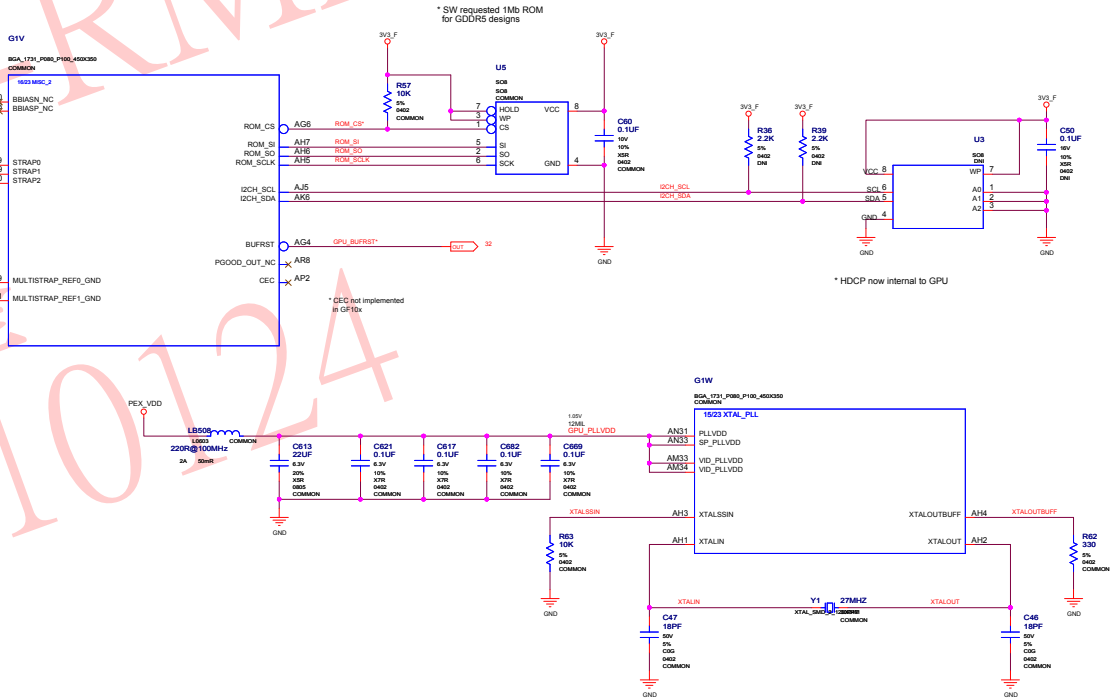 * SW requested 1Mb ROM
for GDDR5 designs
G1V
BGA_1731_P080_P100_450X350
COMMON
16/23 MISC_2
BBIASN_NC
BBIASP_NC
STRAP0
STRAP1
STRAP2
MULTISTRAP_REF0_GND
MULTISTRAP_REF1_GND
ROM_CS
ROM_SI
ROM_SO
ROM_SCLK
I2CH_SCL
I2CH_SDA
BUFRST
PGOOD_OUT_NC
CEC
AG6
AH7
AH6
AH5
AJ5
AK6
AG4
AR8
AP2
ROM_CS*
ROM_SI
ROM_SO
ROM_SCLK
GPU_BUFRST*
OUT
32
* CEC not implemented
in GF10x
3V3_F
R57
10K
5%
0402
COMMON
U5
SO8
SO8
COMMON
7
3
1
5
2
6
HOLD
WP
CS
SI
SO
SCK
VCC
GND
8
4
3V3_F
C60
0.1UF
10V
10%
X5R
0402
COMMON
GND
I2CH_SCL
I2CH_SDA
3V3_F
R36
2.2K
5%
0402
DNI
3V3_F
R39
2.2K
5%
0402
DNI
U3
SO8
DNI
VCC 8
SCL 6
SDA 5
GND 4
WP 7
A0 1
A1 2
A2 3
GND
3V3_F
C50
0.1UF
16V
10%
X5R
0402
DNI
GND
* HDCP now internal to GPU
10124
PEX_VDD
LB508
L0603
COMMON
220R@100MHz
2A
50mR
C613
22UF
6.3V
20%
X5R
0805
COMMON
GND
C621
0.1UF
6.3V
10%
X7R
0402
COMMON
C617
0.1UF
6.3V
10%
X7R
0402
COMMON
C682
0.1UF
6.3V
10%
X7R
0402
COMMON
C669
0.1UF
6.3V
10%
X7R
0402
COMMON
1.05V
12MIL
GPU_PLLVDD
G1W
BGA_1731_P080_P100_450X350
COMMON
15/23 XTAL_PLL
AN31 PLLVDD
AN33 SP_PLLVDD
AM33 VID_PLLVDD
AM34 VID_PLLVDD
XTALSSIN
AH3 XTALSSIN
AH1 XTALIN
XTALOUTBUFF AH4
XTALOUT AH2
XTALOUTBUFF
R63
10K
5%
0402
COMMON
GND
R62
330
5%
0402
COMMON
GND
XTALIN
Y1
27MHZ
COMMON
XTALOUT
C47
18PF
50V
5%
C0G
0402
COMMON
GND
C46
18PF
50V
5%
C0G
0402
COMMON
GND